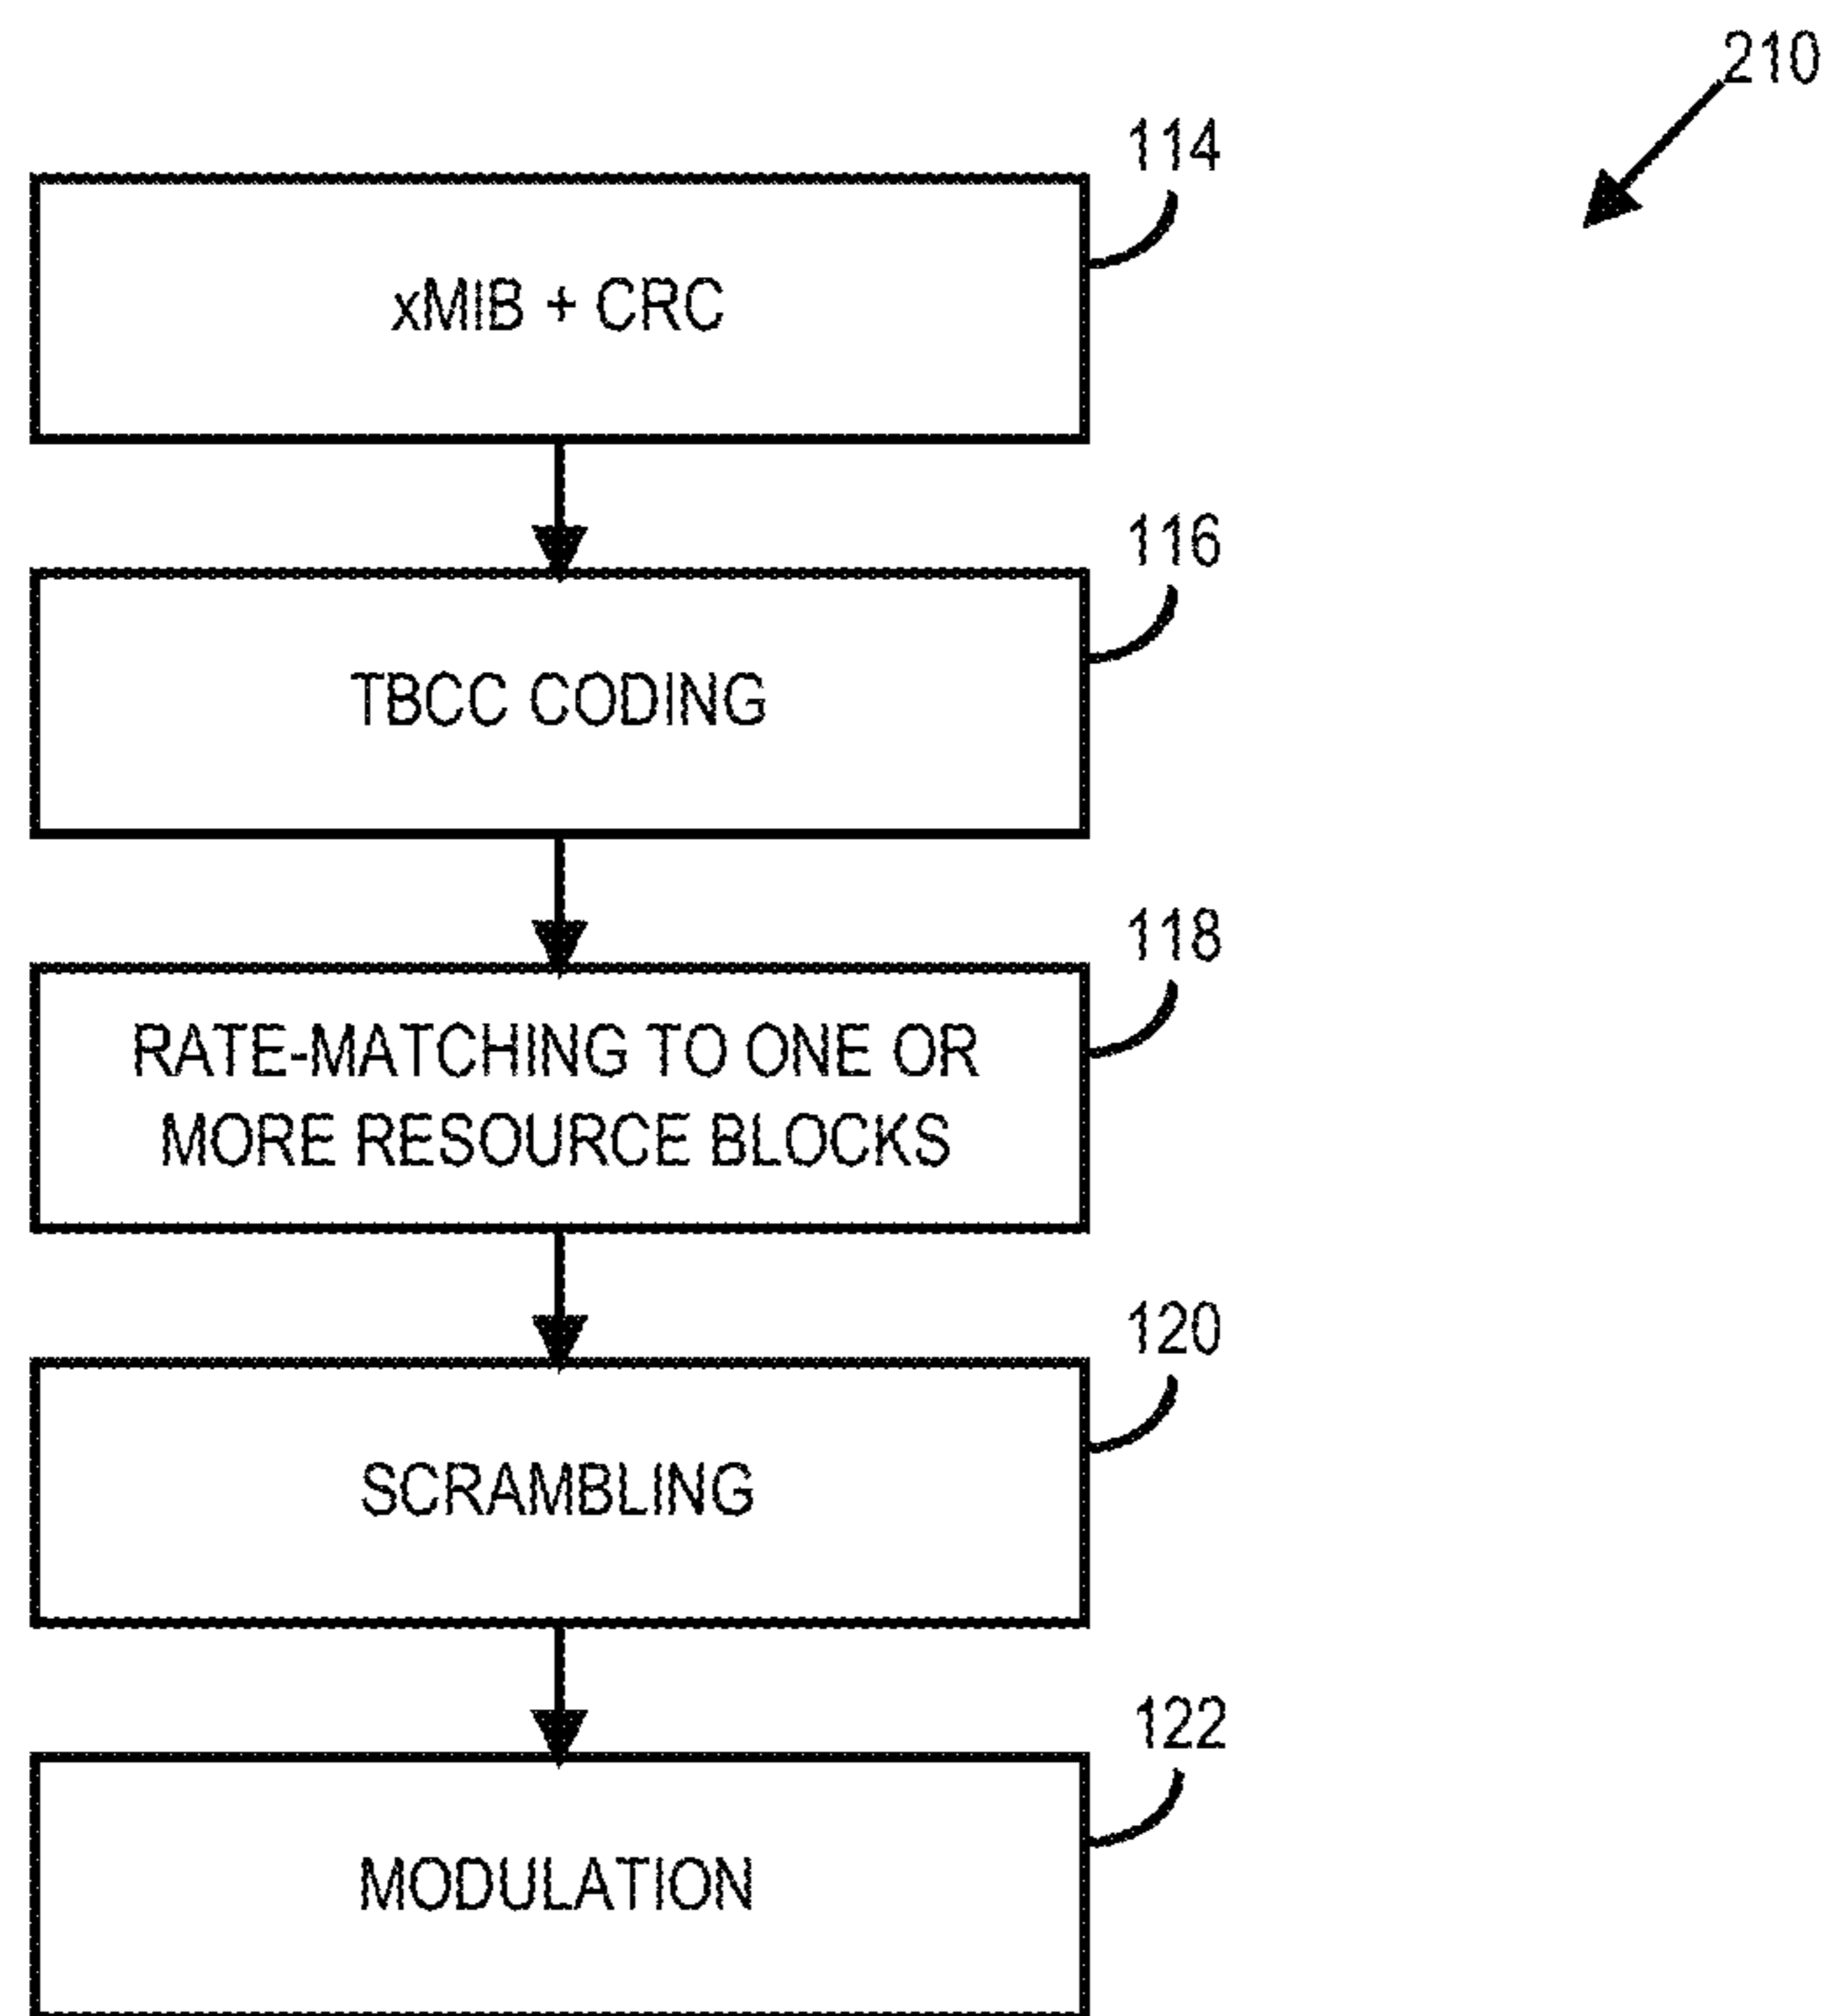 210
114
xMIB + CRC
116
TBCC CODING
118
RATE-MATCHING TO ONE OR
MORE RESOURCE BLOCKS
120
SCRAMBLING
122
MODULATION